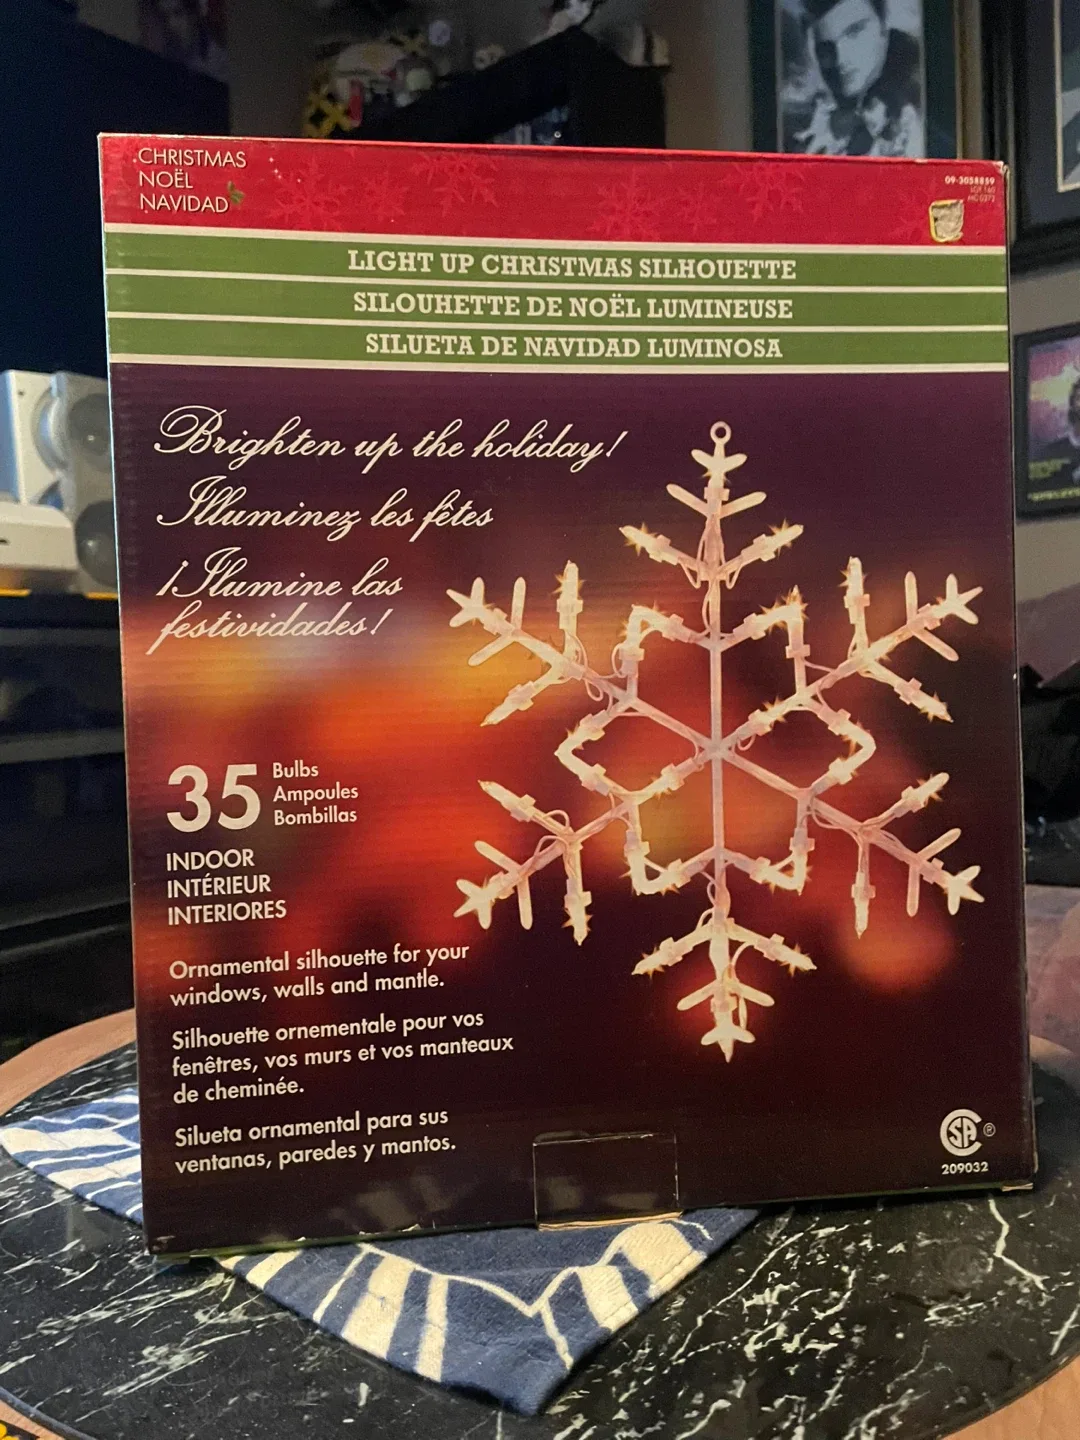 CHRISTMAS
NOËL
NAVIDAD
09-3058859
LIGHT UP CHRISTMAS SILHOUETTE
SILOUHETTE DE NOËL LUMINEUSE
SILUETA DE NAVIDAD LUMINOSA
Brighten up the holiday!
Illuminez les fêtes
¡Ilumine las
festividades!
35
Bulbs
Ampoules
Bombillas
INDOOR
INTÉRIEUR
INTERIORES
Ornamental silhouette for your
windows, walls and mantle.
Silhouette ornementale pour vos
fenêtres, vos murs et vos manteaux
de cheminée.
Silueta ornamental para sus
ventanas, paredes y mantos.
SA ®
209032